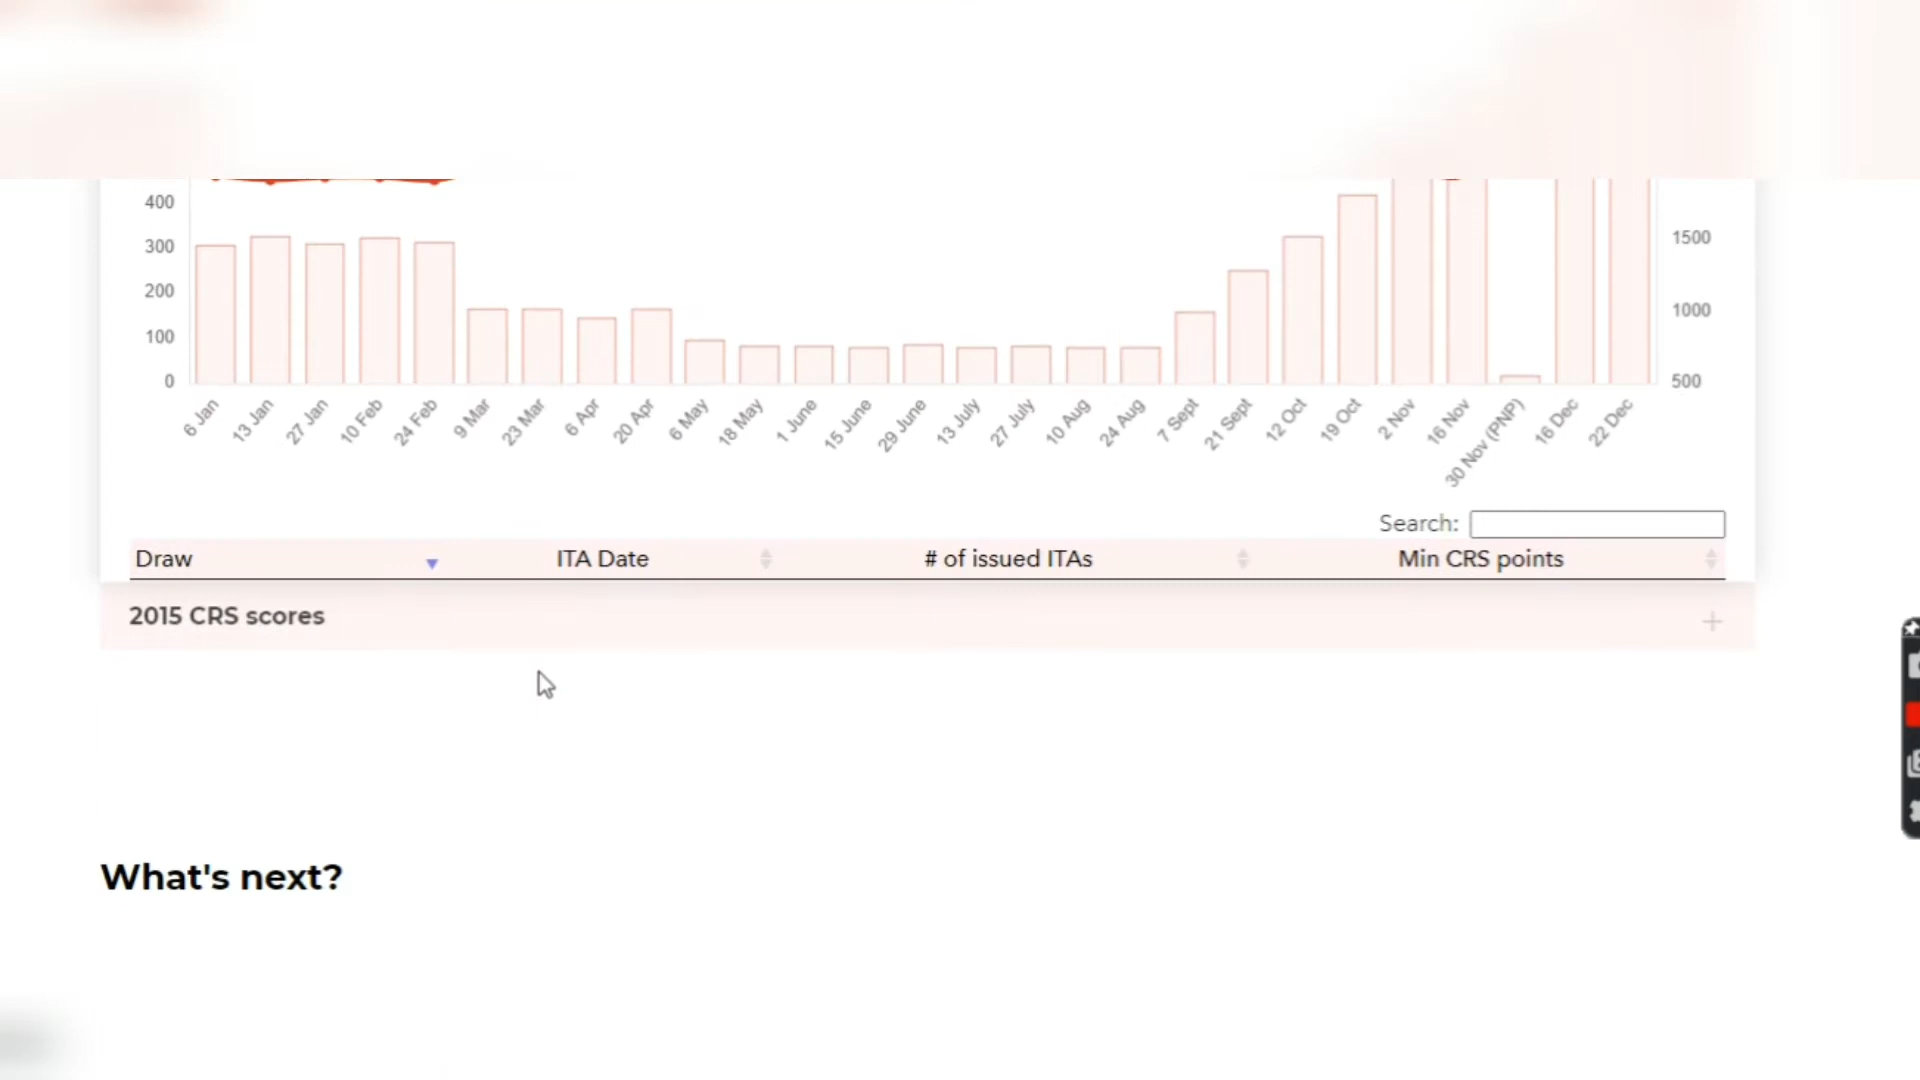 400
300
200
100
0
1500
1000
500
6 Jan
13 Jan
27 Jan
10 Feb
24 Feb
9 Mar
23 Mar
6 Apr
20 Apr
6 May
18 May
1 June
15 June
29 June
13 July
27 July
10 Aug
24 Aug
7 Sept
21 Sept
12 Oct
19 Oct
2 Nov
16 Nov
30 Nov (PNP)
16 Dec
22 Dec
Search:
Draw ITA Date # of issued ITAs Min CRS points
2015 CRS scores
What's next?